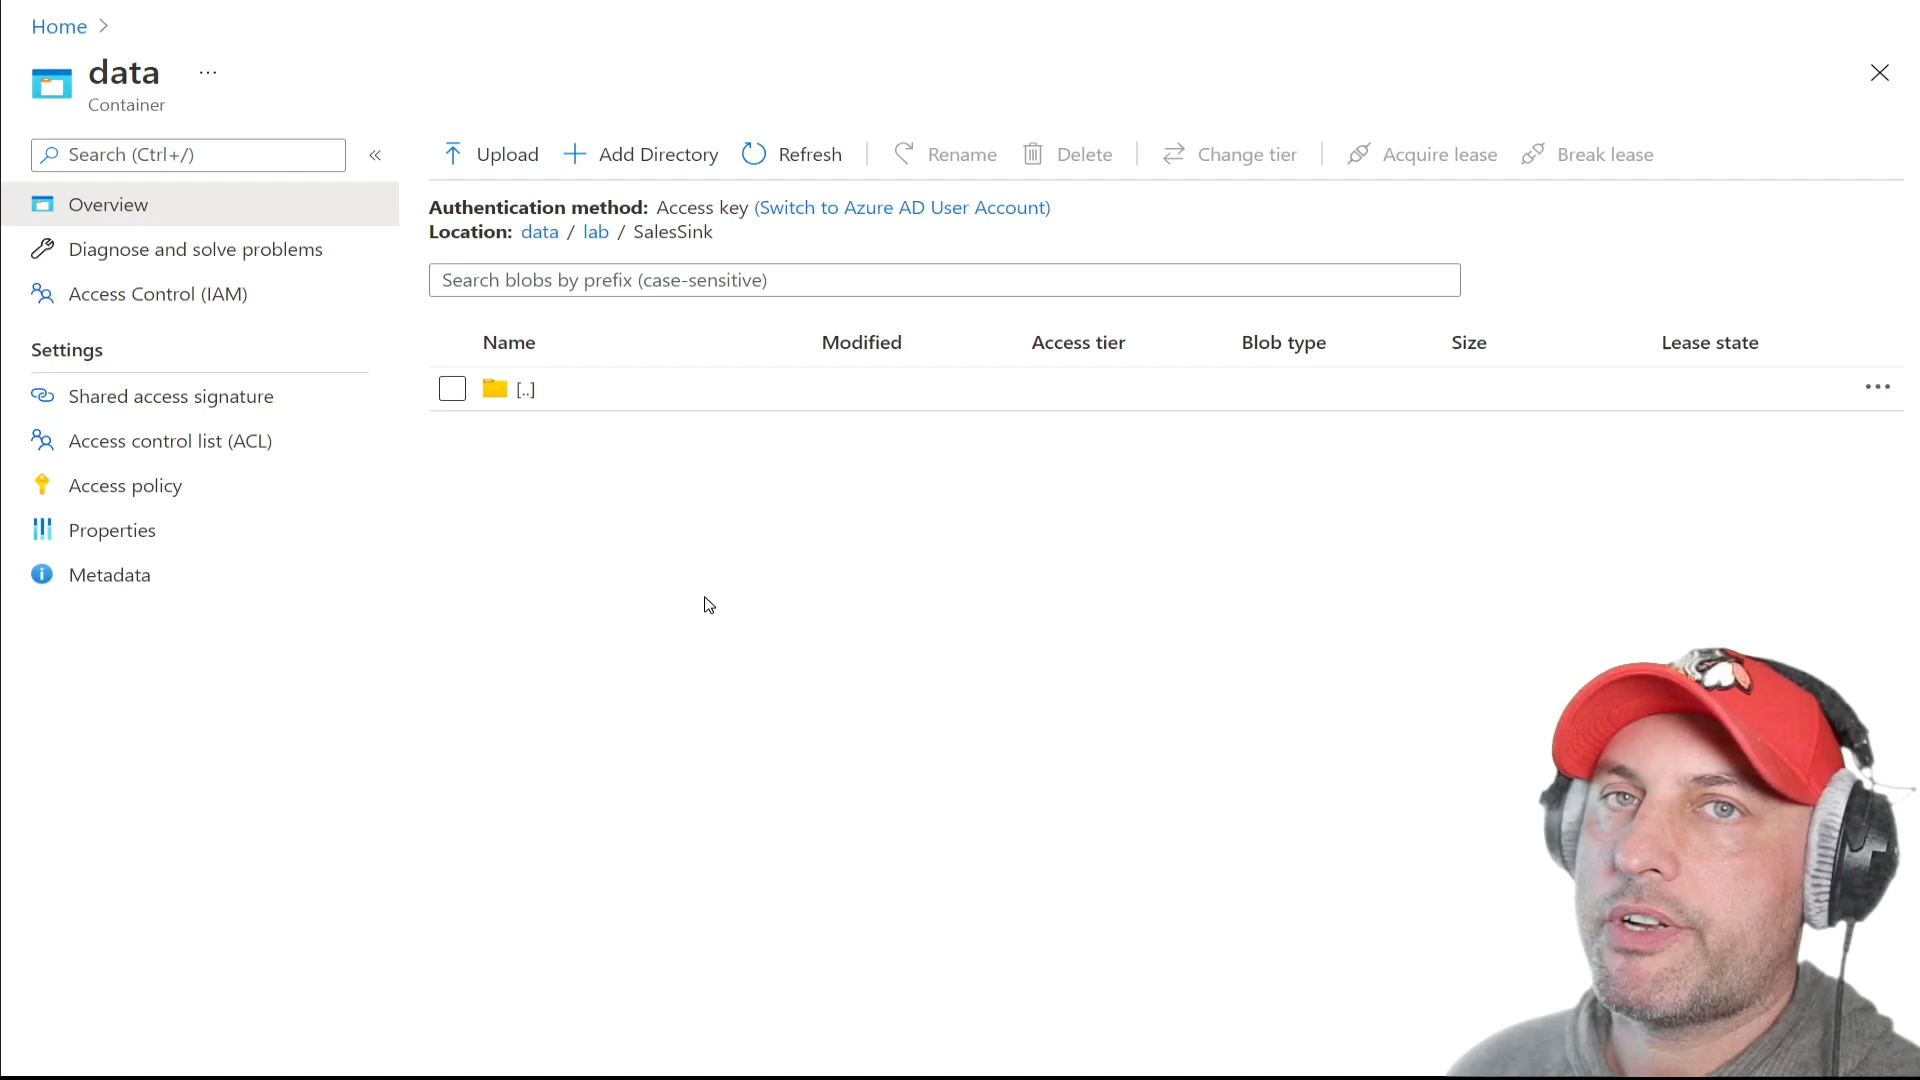 Home
data ...
Container
Search (Ctrl+/)
«
Upload Add Directory Refresh Rename Delete Change tier Acquire lease Break lease
Overview
Diagnose and solve problems
Access Control (IAM)
Settings
Shared access signature
Access control list (ACL)
Access policy
Properties
Metadata
Authentication method: Access key (Switch to Azure AD User Account)
Location: data / lab / SalesSink
Search blobs by prefix (case-sensitive)
Name Modified Access tier Blob type Size Lease state
[..] ...